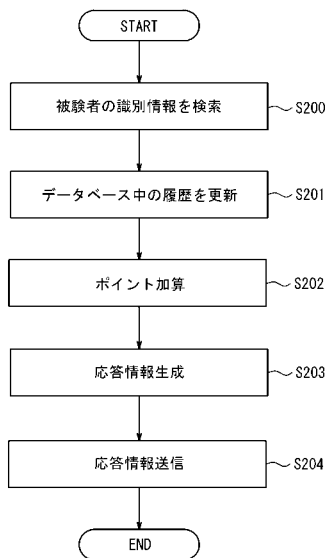 START
被験者の識別情報を検索 S200
データベース中の履歴を更新 S201
ポイント加算 S202
応答情報生成 S203
応答情報送信 S204
END